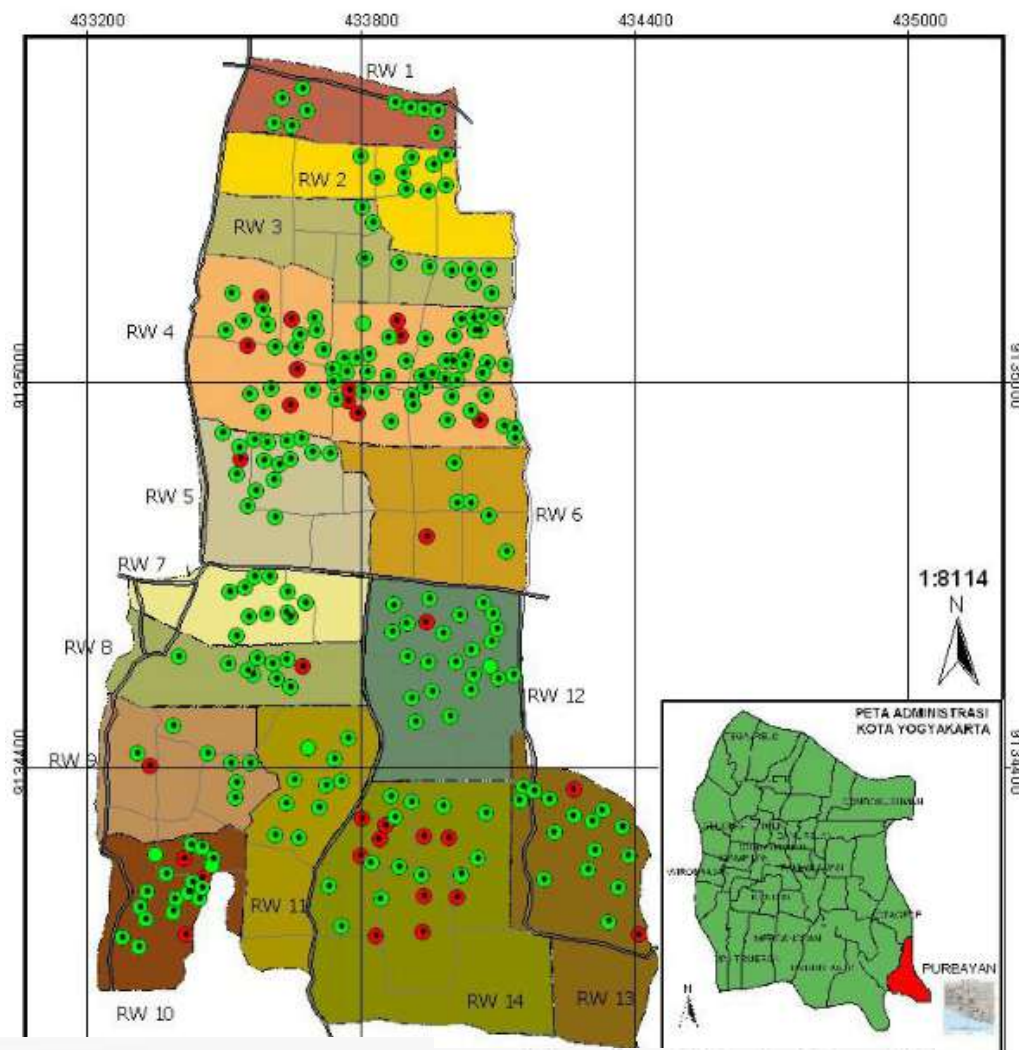 433200
433800
434400
435000
RW 1
RW 2
RW 3
RW 4
RW 5
RW 6
RW 7
RW 8
RW 9
RW 10
RW 11
RW 12
RW 13
RW 14
9135000
9135000
9134400
9134400
1:8114
N
PETA ADMINISTRASI
KOTA YOGYAKARTA
PURBAYAN
N